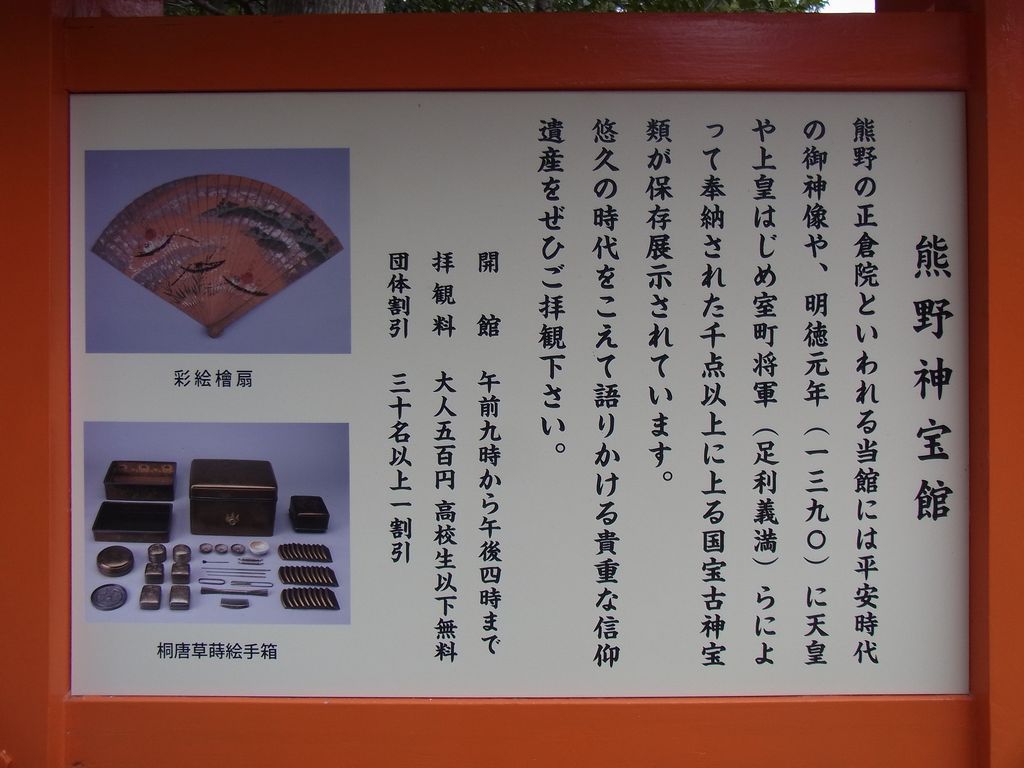 熊野神宝館
熊野の正倉院といわれる当館には平安時代
の御神像や、明徳元年（一三九〇）に天皇
や上皇はじめ室町将軍（足利義満）らによ
って奉納された千点以上に上る国宝古神宝
類が保存展示されています。
悠久の時代をこえて語りかける貴重な信仰
遺産をぜひご拝観下さい。
開館　午前九時から午後四時まで
拝観料　大人五百円 高校生以下無料
団体割引　三十名以上一割引
彩絵檜扇
桐唐草蒔絵手箱